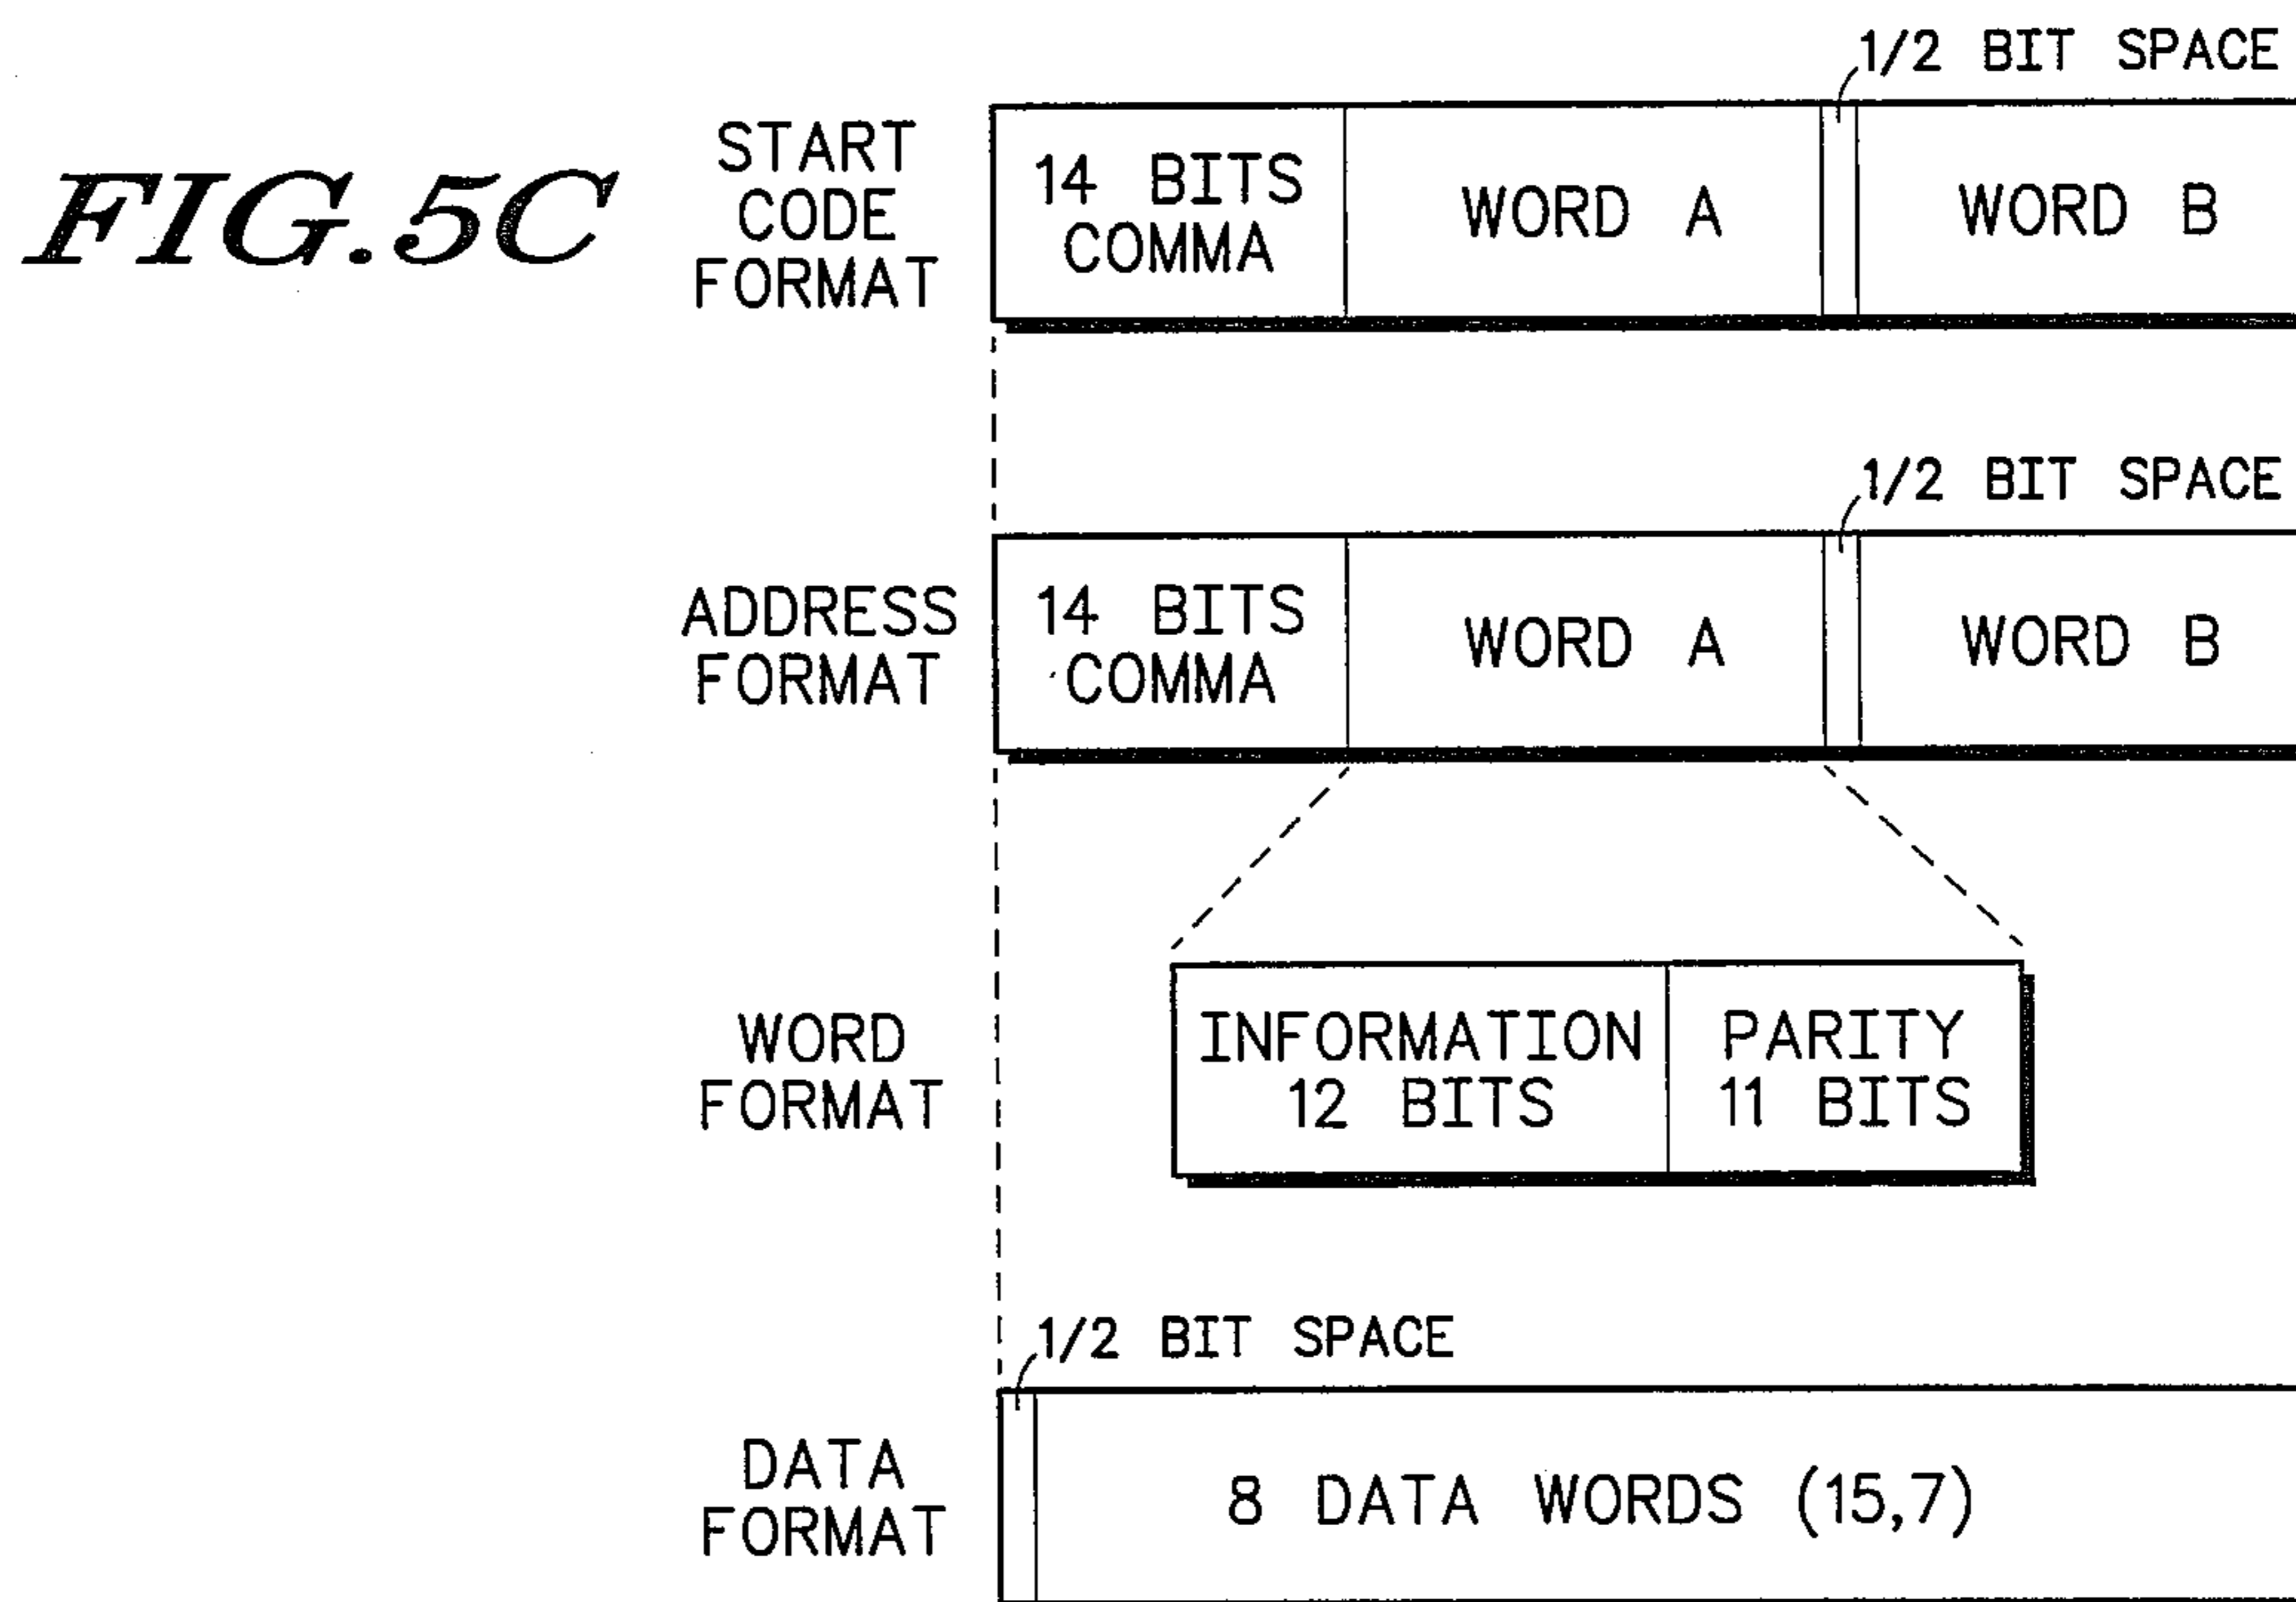 FIG.5C
START
CODE
FORMAT
14 BITS
COMMA
WORD A
1/2 BIT SPACE
WORD B
ADDRESS
FORMAT
14 BITS
COMMA
WORD A
1/2 BIT SPACE
WORD B
WORD
FORMAT
INFORMATION
12 BITS
PARITY
11 BITS
DATA
FORMAT
1/2 BIT SPACE
8 DATA WORDS (15,7)